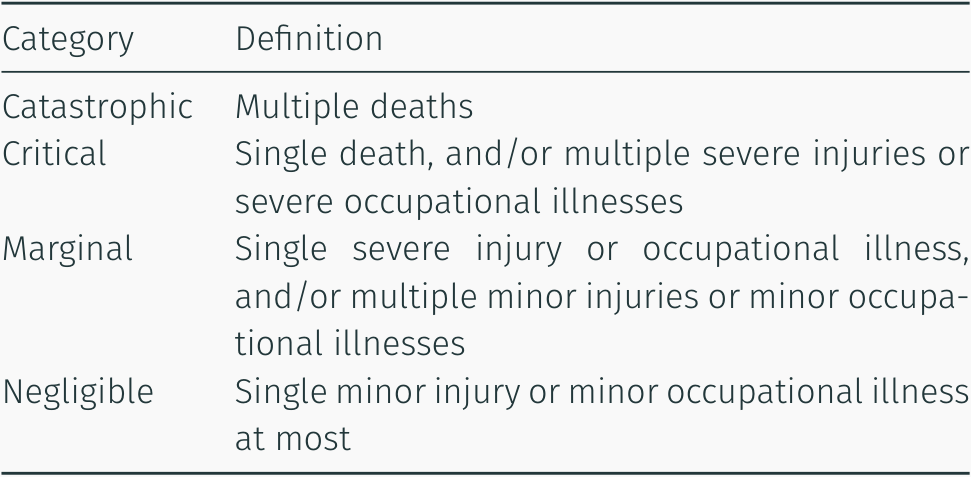 Category Definition
Catastrophic Multiple deaths
Critical Single death, and/or multiple severe injuries or
severe occupational illnesses
Marginal Single severe injury or occupational illness,
and/or multiple minor injuries or minor occupa-
tional illnesses
Negligible Single minor injury or minor occupational illness
at most